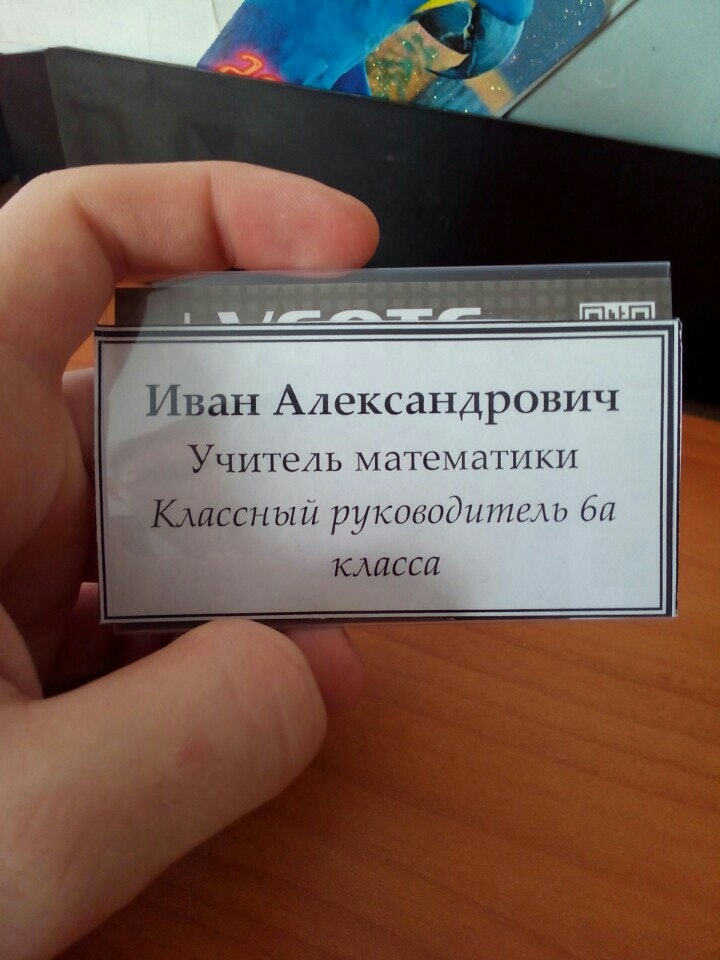 Иван Александрович
Учитель математики
Классный руководитель 6а
класса